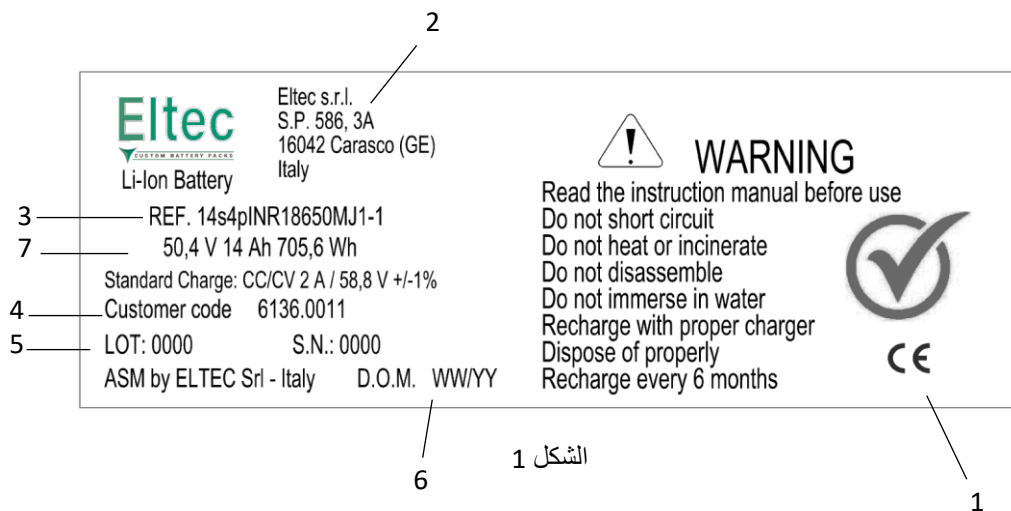 2
Eltec
CUSTOM BATTERY PACKS
Li-Ion Battery
Eltec s.r.l.
S.P. 586, 3A
16042 Carasco (GE)
Italy
3 REF. 14s4pINR18650MJ1-1
7 50,4 V 14 Ah 705,6 Wh
Standard Charge: CC/CV 2 A / 58,8 V +/-1%
4 Customer code 6136.0011
5 LOT: 0000 S.N.: 0000
ASM by ELTEC Srl - Italy D.O.M. WW/YY
WARNING
Read the instruction manual before use
Do not short circuit
Do not heat or incinerate
Do not disassemble
Do not immerse in water
Recharge with proper charger
Dispose of properly
Recharge every 6 months
CE
6
الشكل 1
1